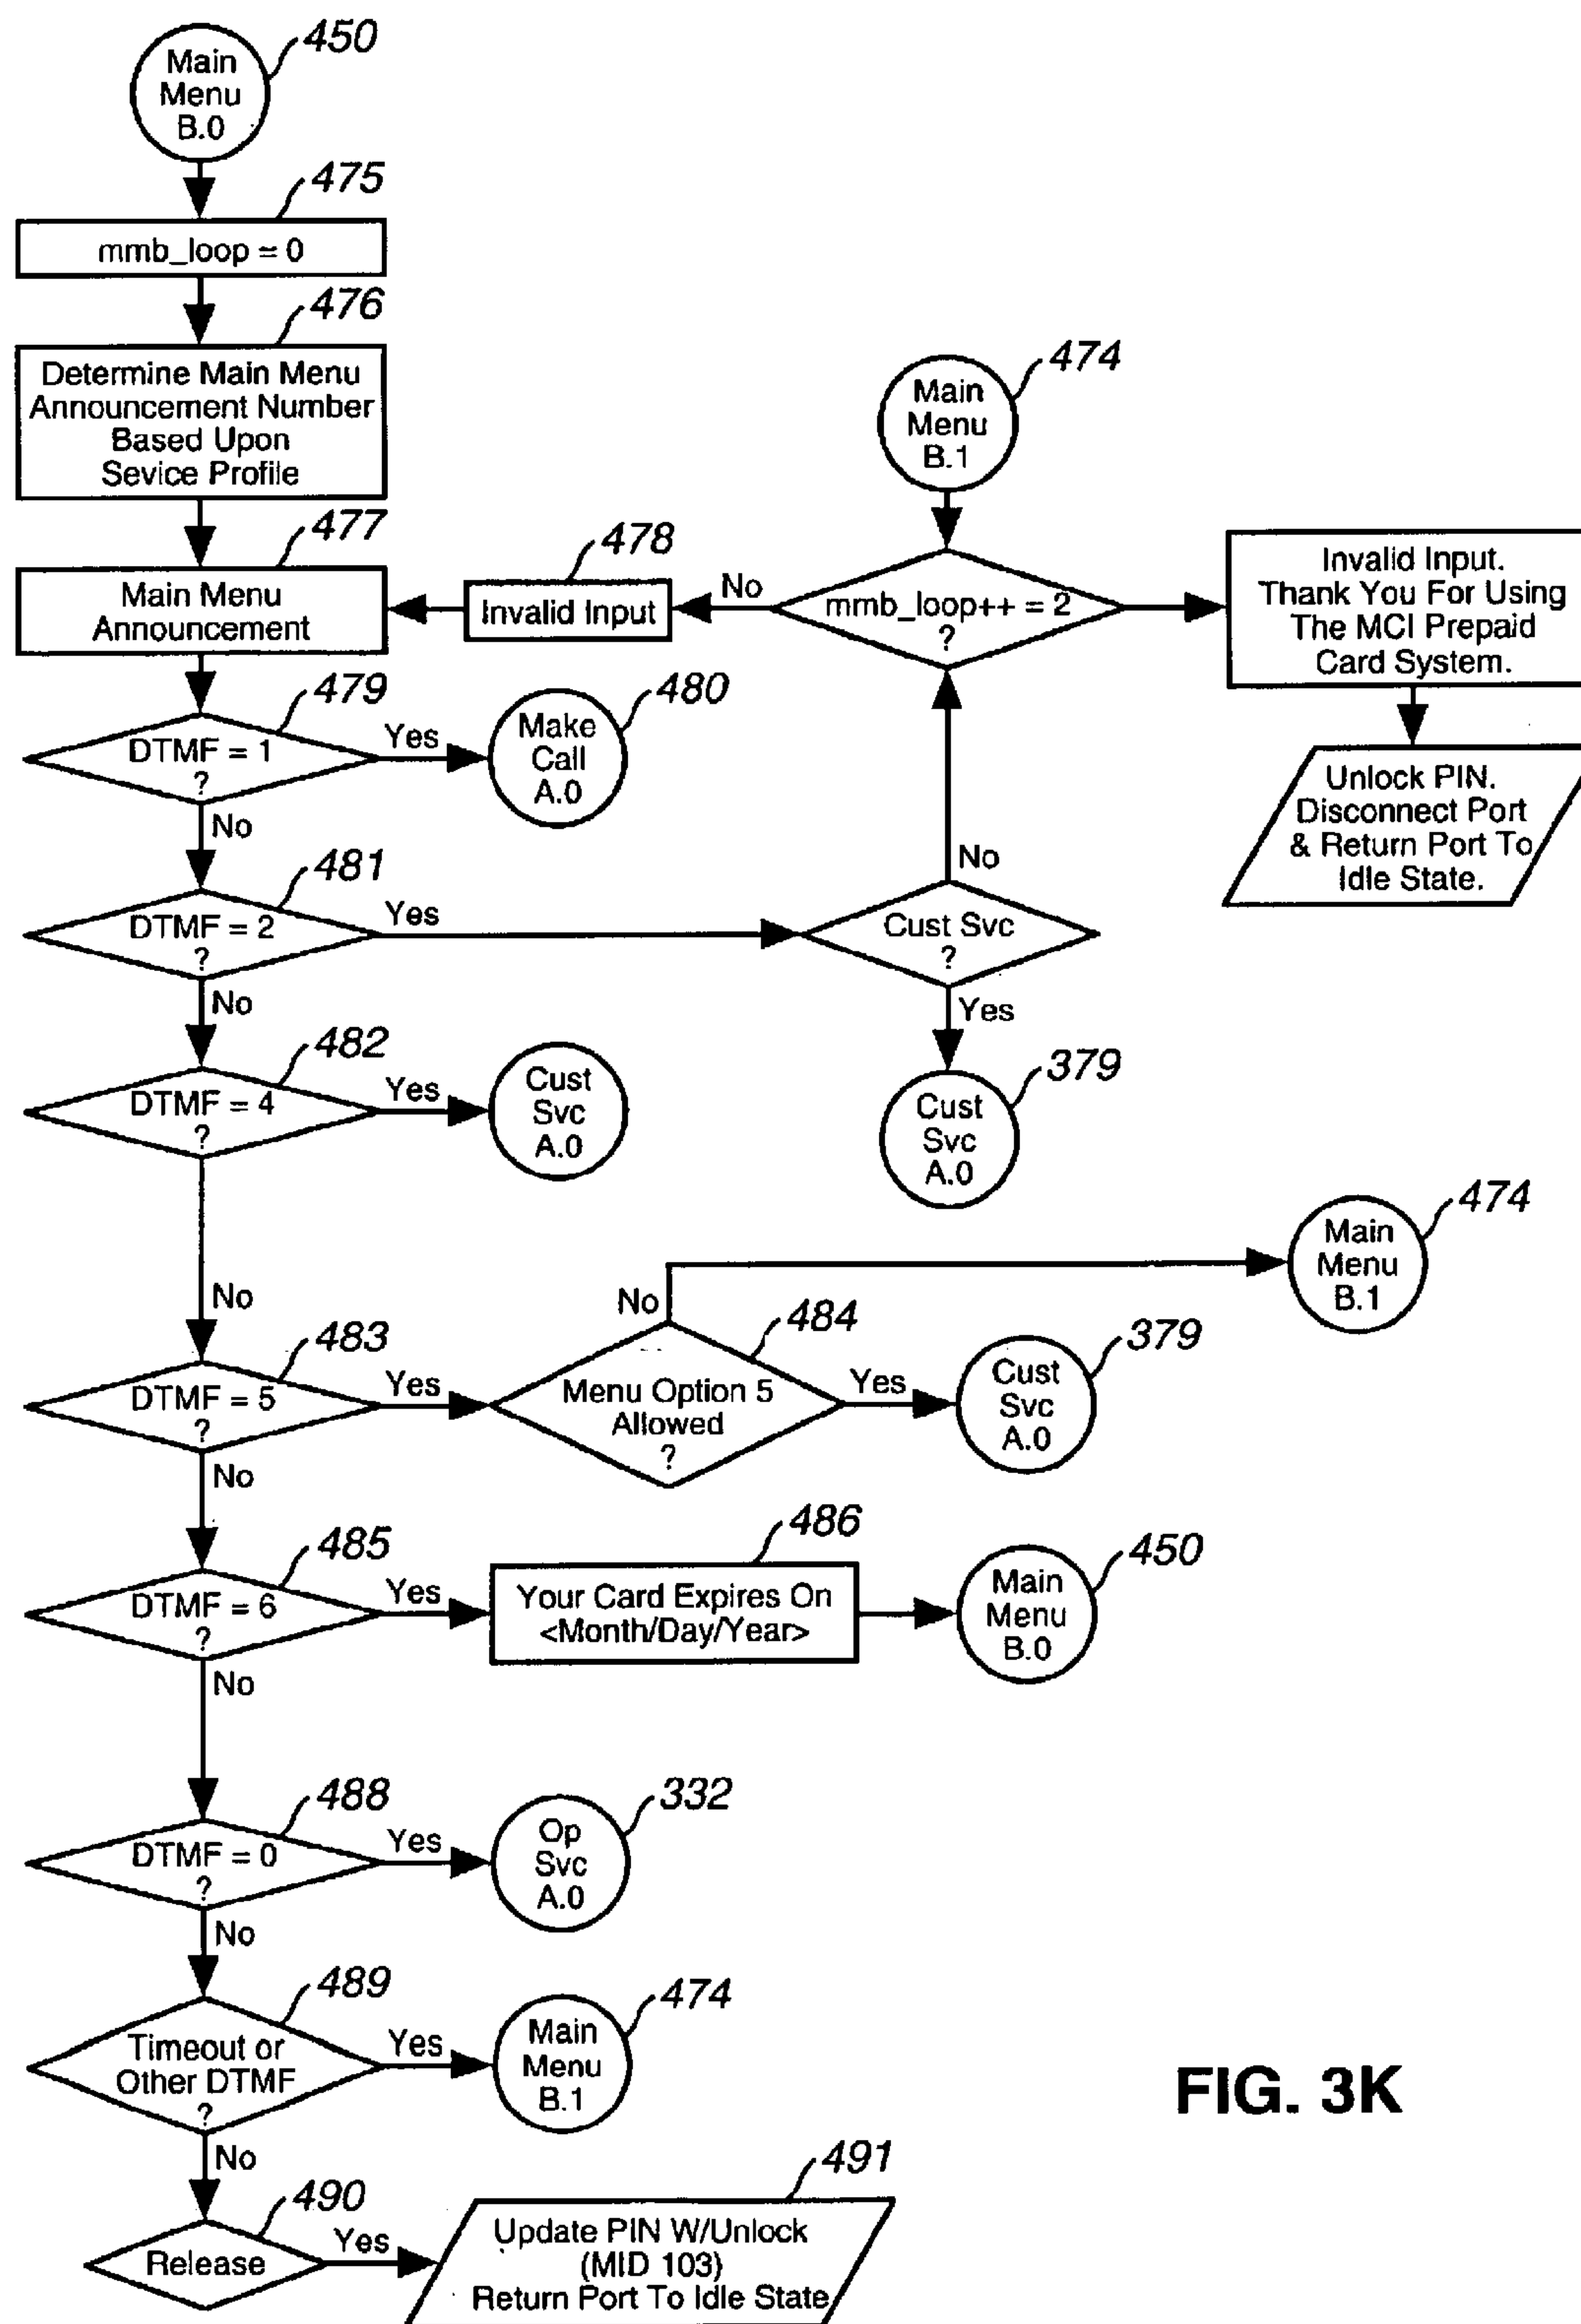 450
Main
Menu
B.0
475
mmb_loop = 0
476
Determine Main Menu
Announcement Number
Based Upon
Sevice Profile
474
Main
Menu
B.1
477
Main Menu
Announcement
478
Invalid Input
No
mmb_loop++ = 2
?
Invalid Input.
Thank You For Using
The MCI Prepaid
Card System.
Unlock PIN.
Disconnect Port
& Return Port To
Idle State.
479
DTMF = 1
?
Yes
480
Make
Call
A.0
No
481
DTMF = 2
?
Yes
No
Cust Svc
?
Yes
379
Cust
Svc
A.0
No
482
DTMF = 4
?
Yes
Cust
Svc
A.0
No
483
DTMF = 5
?
Yes
No
484
Menu Option 5
Allowed
?
Yes
474
Main
Menu
B.1
379
Cust
Svc
A.0
No
485
DTMF = 6
?
Yes
486
Your Card Expires On
<Month/Day/Year>
450
Main
Menu
B.0
No
488
DTMF = 0
?
Yes
332
Op
Svc
A.0
No
489
Timeout or
Other DTMF
?
Yes
474
Main
Menu
B.1
No
490
Release
Yes
491
Update PIN W/Unlock
(MID 103)
Return Port To Idle State
FIG. 3K